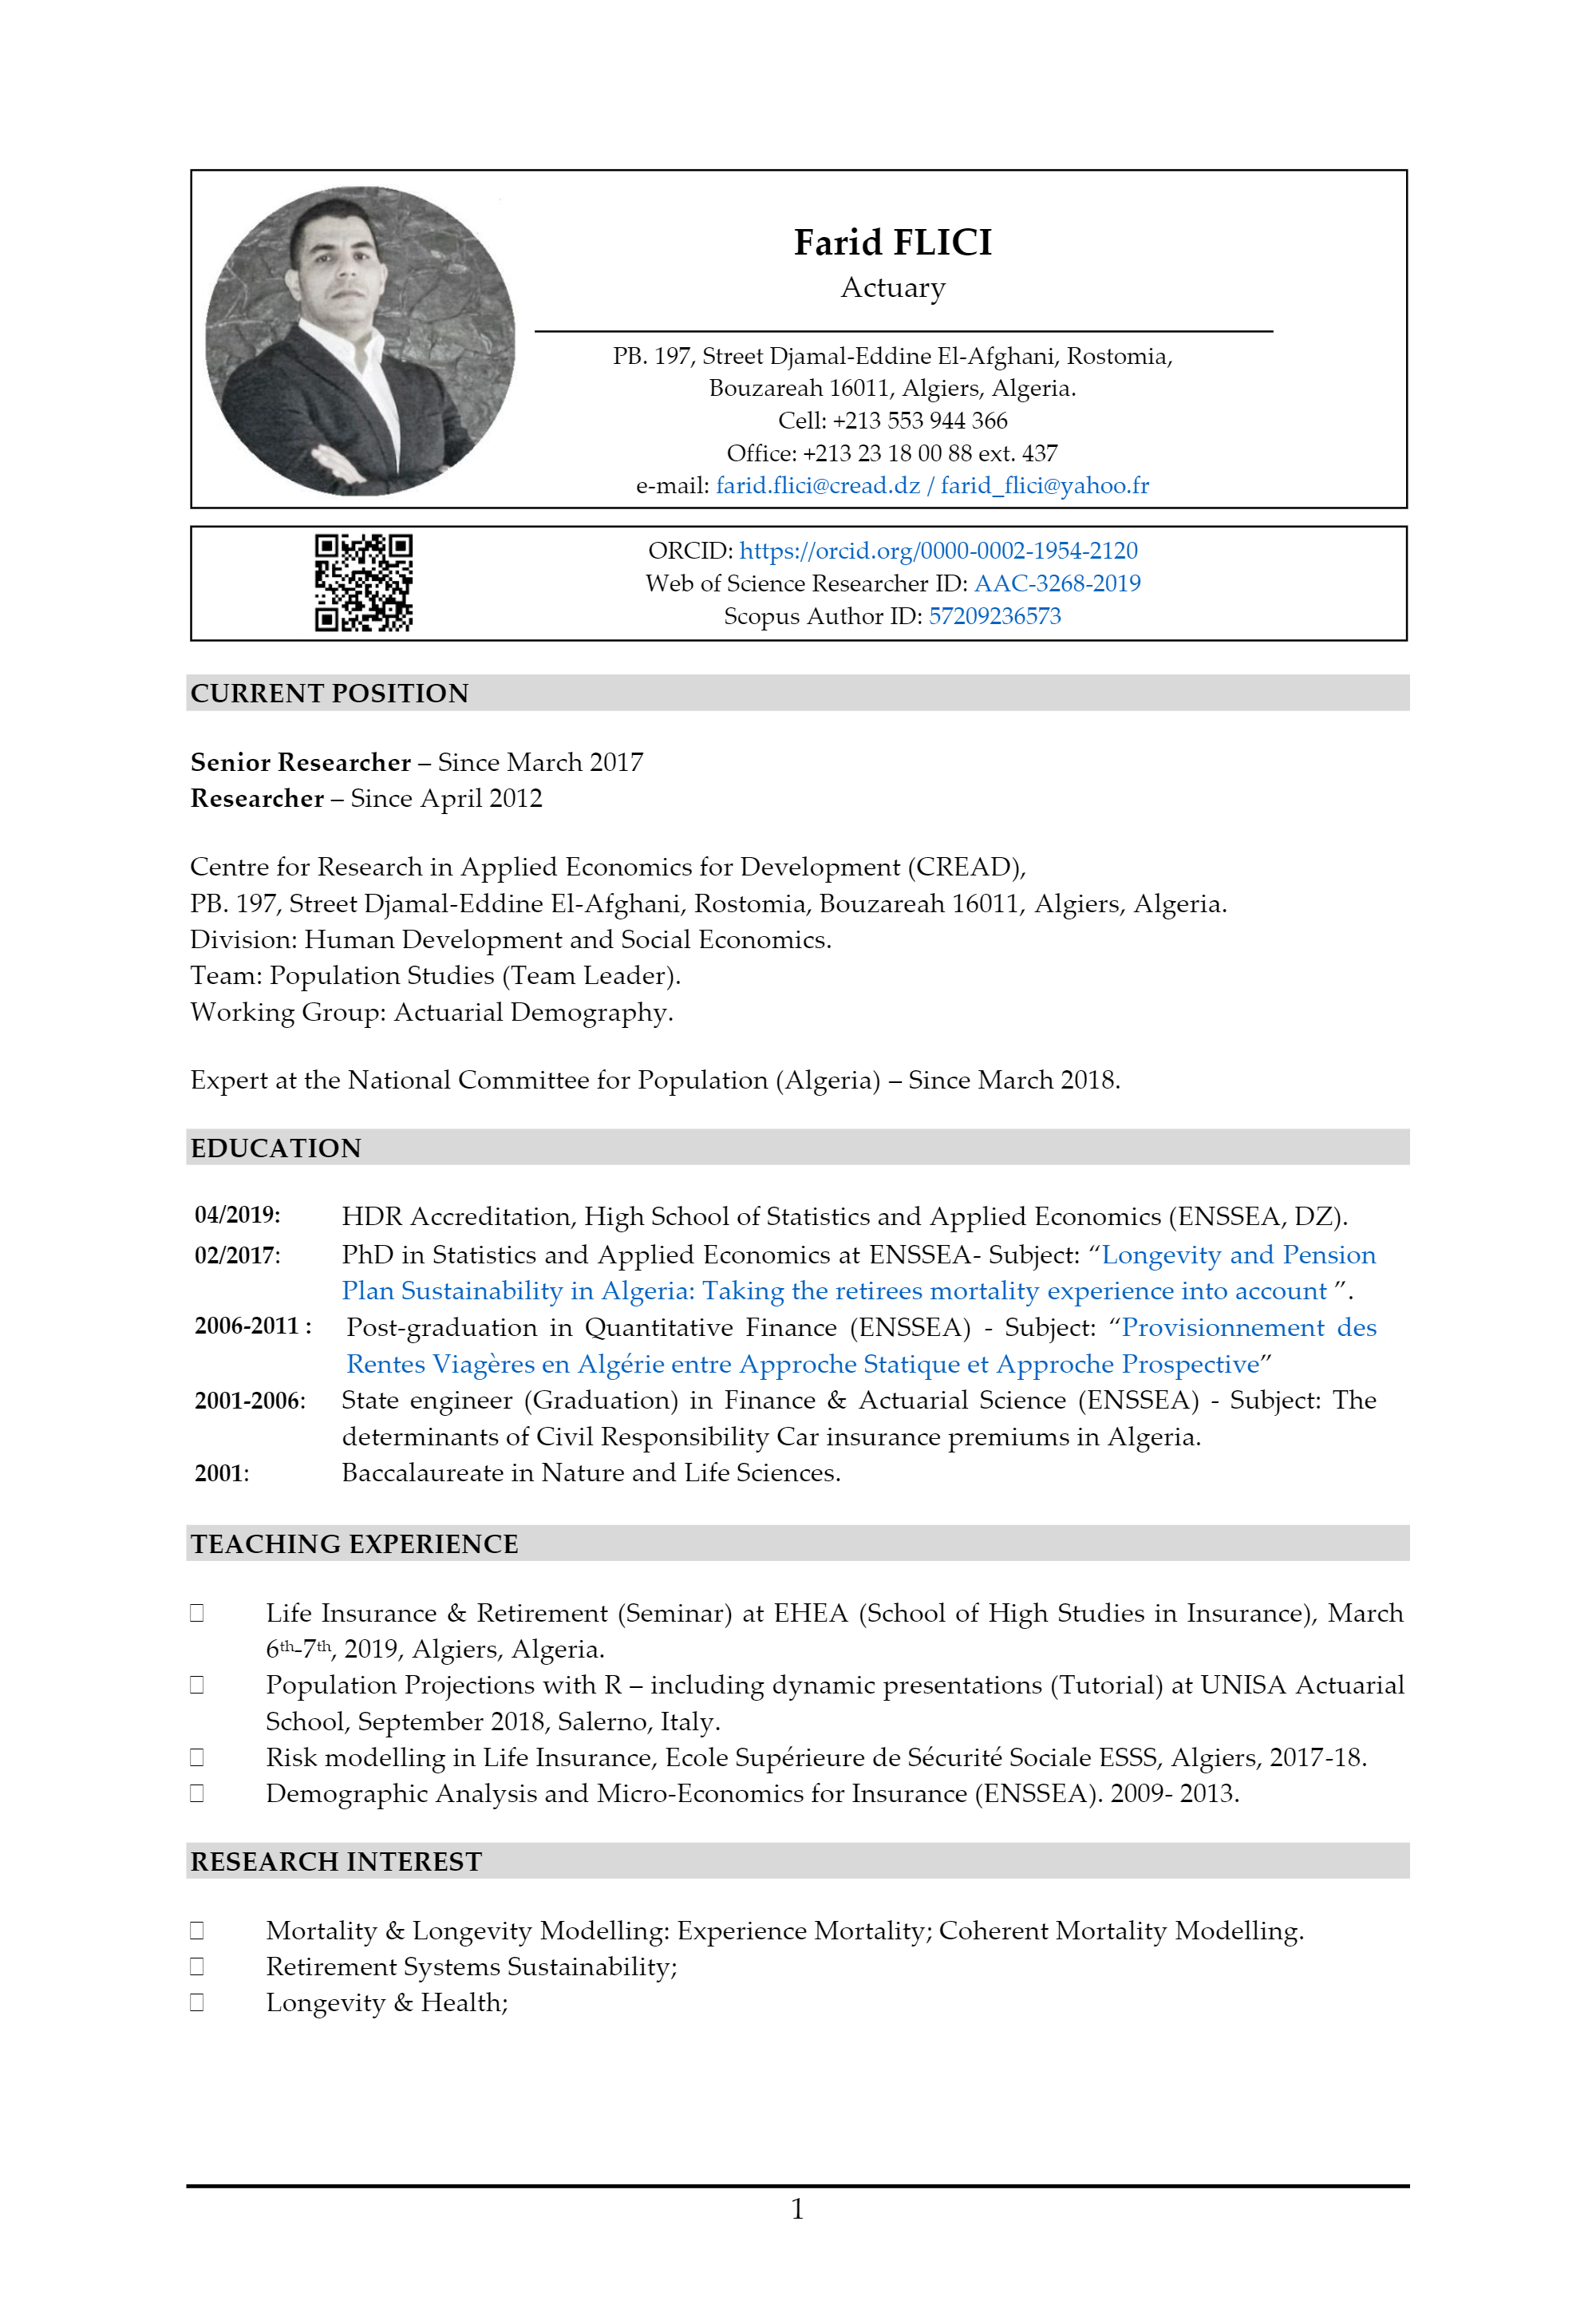 Farid FLICI
Actuary
PB. 197, Street Djamal-Eddine El-Afghani, Rostomia,
Bouzareah 16011, Algiers, Algeria.
Cell: +213 553 944 366
Office: +213 23 18 00 88 ext. 437
e-mail: farid.flici@cread.dz / farid_flici@yahoo.fr
ORCID: https://orcid.org/0000-0002-1954-2120
Web of Science Researcher ID: AAC-3268-2019
Scopus Author ID: 57209236573
CURRENT POSITION
Senior Researcher – Since March 2017
Researcher – Since April 2012
Centre for Research in Applied Economics for Development (CREAD),
PB. 197, Street Djamal-Eddine El-Afghani, Rostomia, Bouzareah 16011, Algiers, Algeria.
Division: Human Development and Social Economics.
Team: Population Studies (Team Leader).
Working Group: Actuarial Demography.
Expert at the National Committee for Population (Algeria) – Since March 2018.
EDUCATION
04/2019: HDR Accreditation, High School of Statistics and Applied Economics (ENSSEA, DZ).
02/2017: PhD in Statistics and Applied Economics at ENSSEA- Subject: “Longevity and Pension
Plan Sustainability in Algeria: Taking the retirees mortality experience into account ”.
2006-2011 : Post-graduation in Quantitative Finance (ENSSEA) - Subject: “Provisionnement des
Rentes Viagères en Algérie entre Approche Statique et Approche Prospective”
2001-2006: State engineer (Graduation) in Finance & Actuarial Science (ENSSEA) - Subject: The
determinants of Civil Responsibility Car insurance premiums in Algeria.
2001: Baccalaureate in Nature and Life Sciences.
TEACHING EXPERIENCE
Life Insurance & Retirement (Seminar) at EHEA (School of High Studies in Insurance), March
6th-7th, 2019, Algiers, Algeria.
Population Projections with R – including dynamic presentations (Tutorial) at UNISA Actuarial
School, September 2018, Salerno, Italy.
Risk modelling in Life Insurance, Ecole Supérieure de Sécurité Sociale ESSS, Algiers, 2017-18.
Demographic Analysis and Micro-Economics for Insurance (ENSSEA). 2009- 2013.
RESEARCH INTEREST
Mortality & Longevity Modelling: Experience Mortality; Coherent Mortality Modelling.
Retirement Systems Sustainability;
Longevity & Health;
1